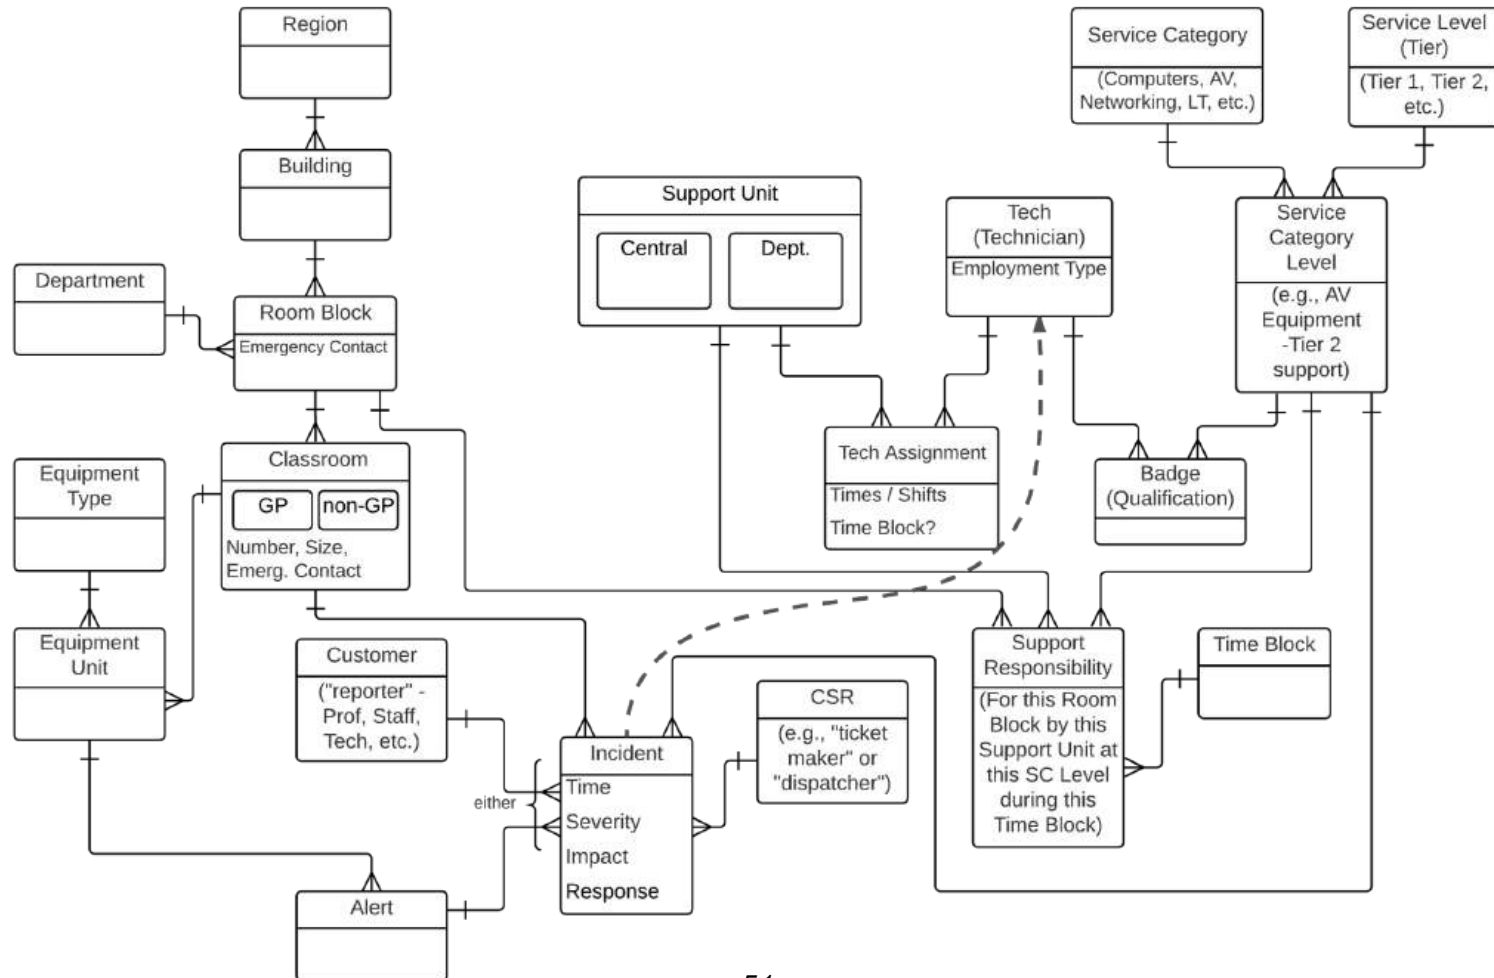 Region
Building
Department
Room Block
Emergency Contact
Classroom
GP
non-GP
Number, Size,
Emerg. Contact
Equipment
Type
Equipment
Unit
Customer
("reporter" -
Prof, Staff,
Tech, etc.)
either
Alert
Incident
Time
Severity
Impact
Response
CSR
(e.g., "ticket
maker" or
"dispatcher")
Support Unit
Central
Dept.
Tech
(Technician)
Employment Type
Tech Assignment
Times / Shifts
Time Block?
Badge
(Qualification)
Service Category
(Computers, AV,
Networking, LT, etc.)
Service Level
(Tier)
(Tier 1, Tier 2,
etc.)
Service
Category
Level
(e.g., AV
Equipment
-Tier 2
support)
Support
Responsibility
(For this Room
Block by this
Support Unit at
this SC Level
during this
Time Block)
Time Block